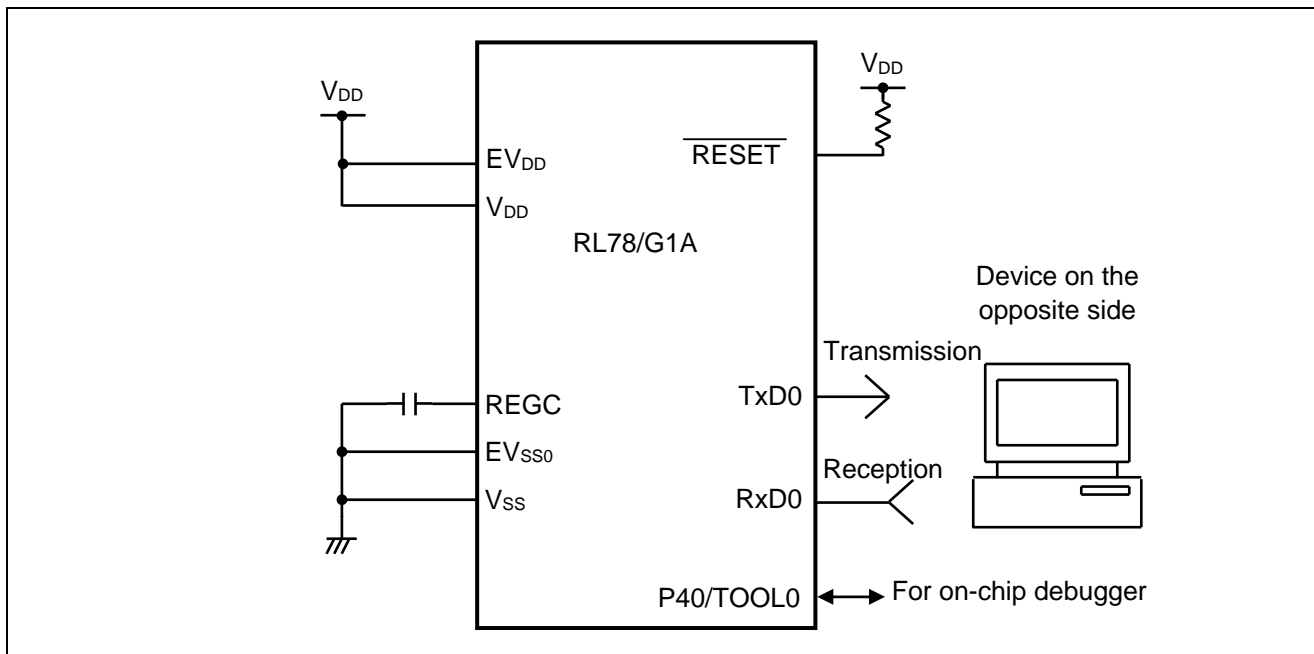 VDD
VDD
EVDD
RESET
VDD
RL78/G1A
Device on the
opposite side
Transmission
TxD0
REGC
EVSS0
Reception
VSS
RxD0
P40/TOOL0
For on-chip debugger